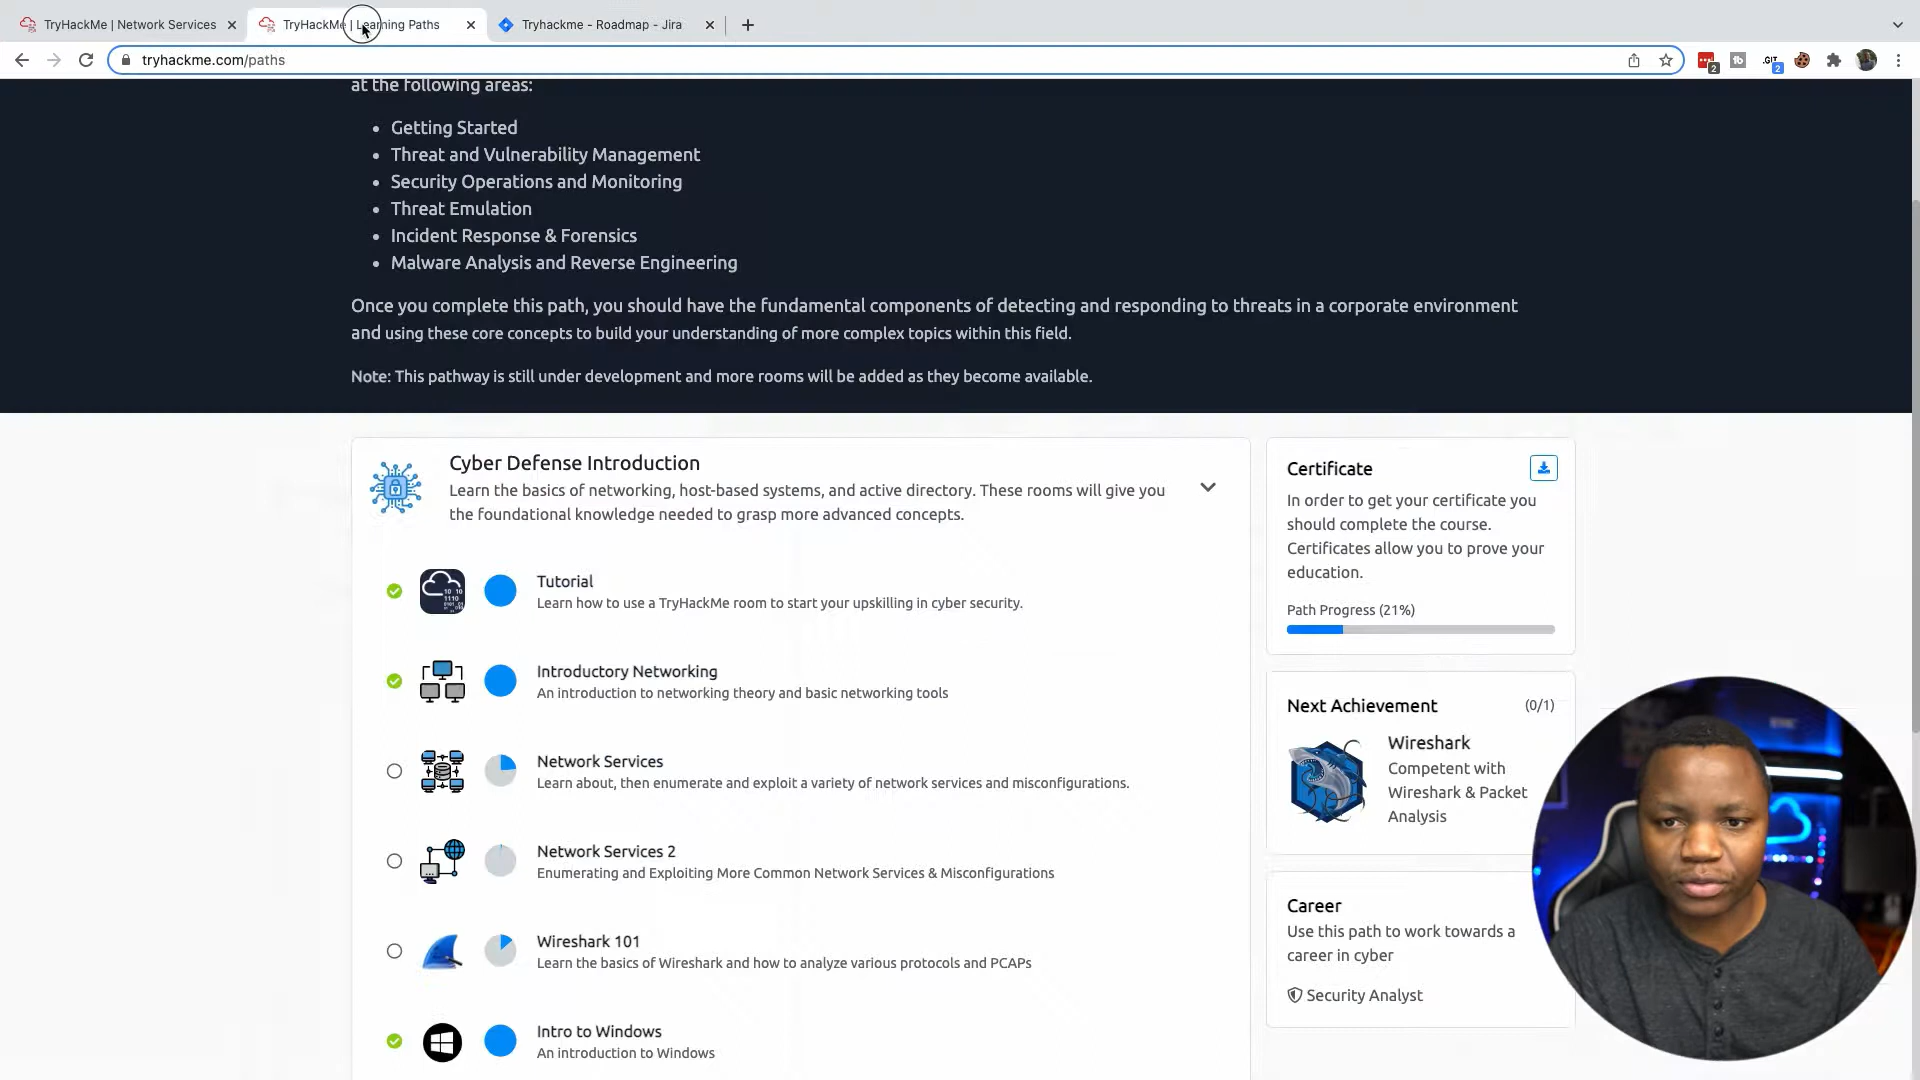 TryHackMe | Network Services
TryHackMe | Learning Paths
Tryhackme - Roadmap - Jira
tryhackme.com/paths
2
.GIT
2
at the following areas:
• Getting Started
• Threat and Vulnerability Management
• Security Operations and Monitoring
• Threat Emulation
• Incident Response & Forensics
• Malware Analysis and Reverse Engineering
Once you complete this path, you should have the fundamental components of detecting and responding to threats in a corporate environment
and using these core concepts to build your understanding of more complex topics within this field.
Note: This pathway is still under development and more rooms will be added as they become available.
Cyber Defense Introduction
Learn the basics of networking, host-based systems, and active directory. These rooms will give you
the foundational knowledge needed to grasp more advanced concepts.
Tutorial
Learn how to use a TryHackMe room to start your upskilling in cyber security.
Introductory Networking
An introduction to networking theory and basic networking tools
Network Services
Learn about, then enumerate and exploit a variety of network services and misconfigurations.
Network Services 2
Enumerating and Exploiting More Common Network Services & Misconfigurations
Wireshark 101
Learn the basics of Wireshark and how to analyze various protocols and PCAPs
Intro to Windows
An introduction to Windows
Certificate
In order to get your certificate you
should complete the course.
Certificates allow you to prove your
education.
Path Progress (21%)
Next Achievement (0/1)
Wireshark
Competent with
Wireshark & Packet
Analysis
Career
Use this path to work towards a
career in cyber
Security Analyst